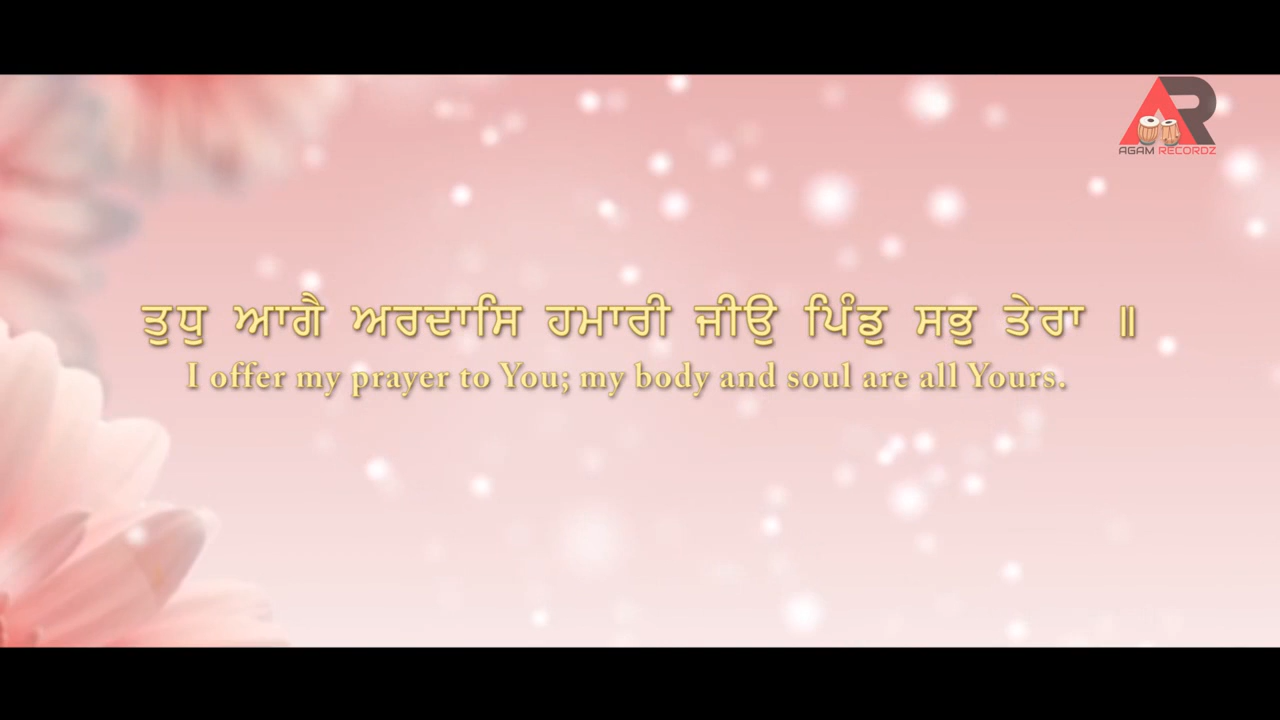 AGAM RECORDZ
ਤੁਧੁ ਆਗੈ ਅਰਦਾਸਿ ਹਮਾਰੀ ਜੀਉ ਪਿੰਡੁ ਸਭੁ ਤੇਰਾ ॥
I offer my prayer to You; my body and soul are all Yours.